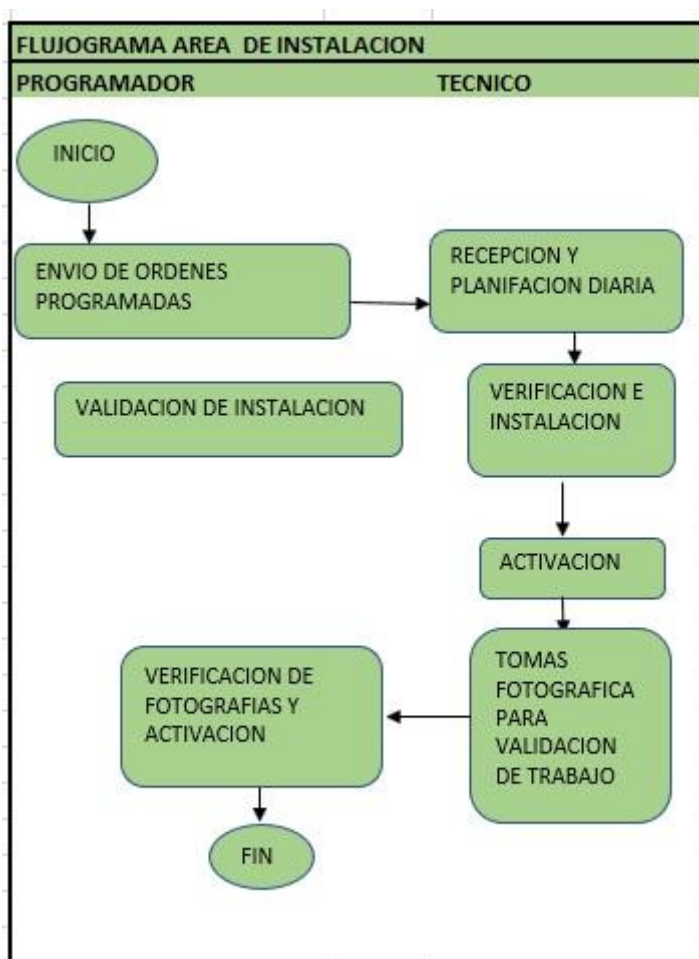 FLUJOGRAMA AREA DE INSTALACION
PROGRAMADOR
TECNICO
INICIO
ENVIO DE ORDENES
PROGRAMADAS
RECEPCION Y
PLANIFACION DIARIA
VALIDACION DE INSTALACION
VERIFICACION E
INSTALACION
ACTIVACION
TOMAS
FOTOGRAFICA
PARA
VALIDACION
DE TRABAJO
VERIFICACION DE
FOTOGRAFIAS Y
ACTIVACION
FIN